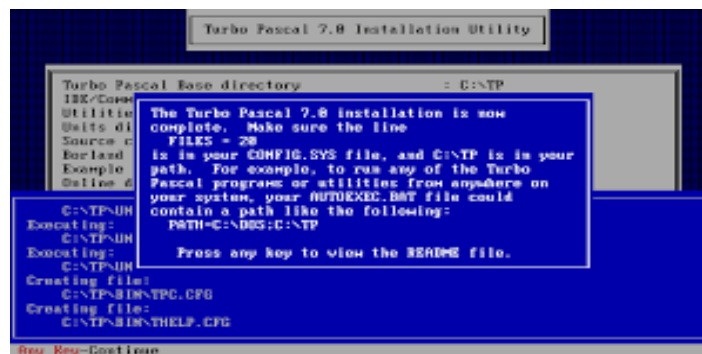 Turbo Pascal 7.0 Installation Utility
Turbo Pascal Base directory : C:\TP
IDE/Comm
Utilitie
Units di
Source c
Borland
Example
Online d
The Turbo Pascal 7.0 installation is now
complete. Make sure the line
FILES = 20
is in your CONFIG.SYS file, and C:\TP is in your
path. For example, to run any of the Turbo
Pascal programs or utilities from anywhere on
your system, your AUTOEXEC.BAT file could
contain a path like the following:
PATH=C:\DOS;C:\TP
Press any key to view the README file.
C:\TP\UN
Executing:
C:\TP\UN
Executing:
C:\TP\UN
Creating file:
C:\TP\BIN\TPC.CFG
Creating file:
C:\TP\BIN\THELP.CFG
Any Key-Continue